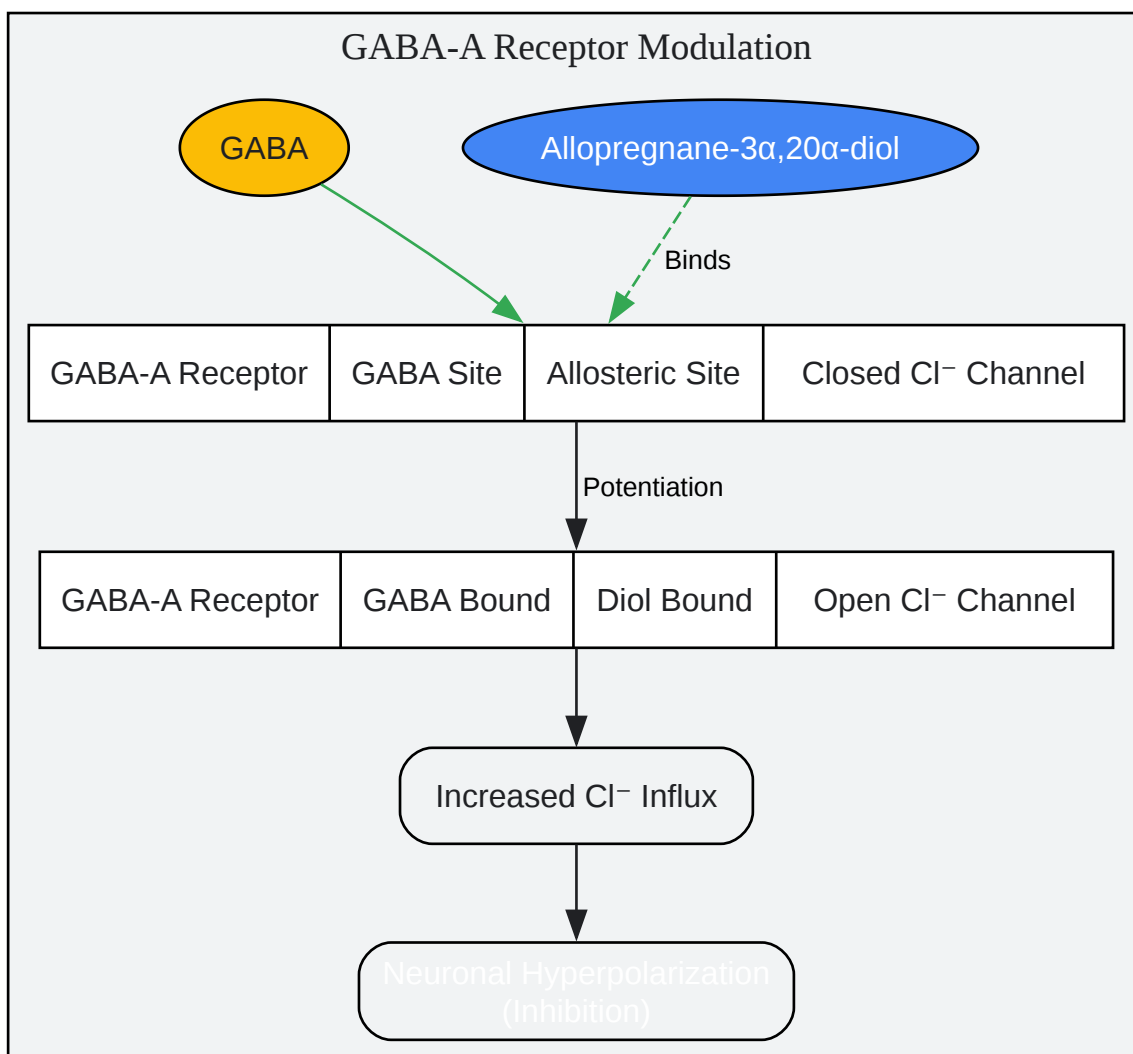 GABA-A Receptor Modulation
GABA
Allopregnane-3α,20α-diol
Binds
GABA-A Receptor
GABA Site
Allosteric Site
Closed Cl⁻ Channel
Potentiation
GABA-A Receptor
GABA Bound
Diol Bound
Open Cl⁻ Channel
Increased Cl⁻ Influx
Neuronal Hyperpolarization
(Inhibition)